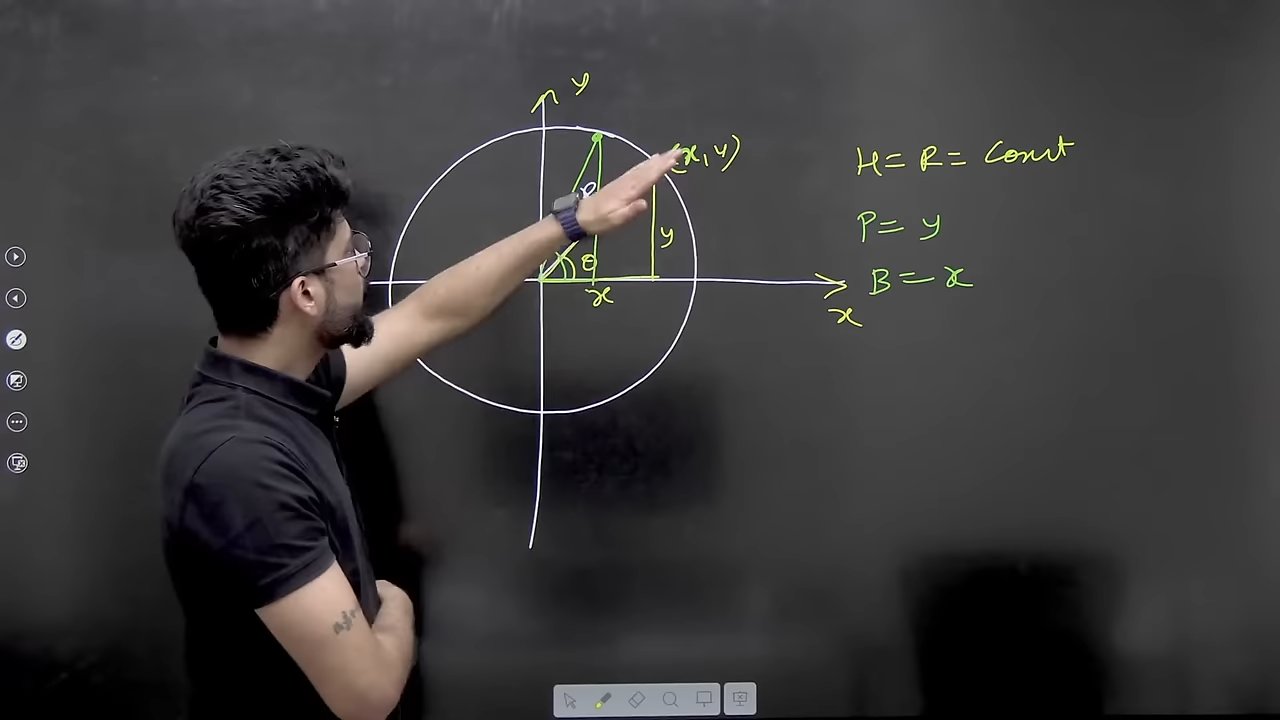 y
(x,y)
H = R = Const
R
P = y
y
θ
B = x
x
x